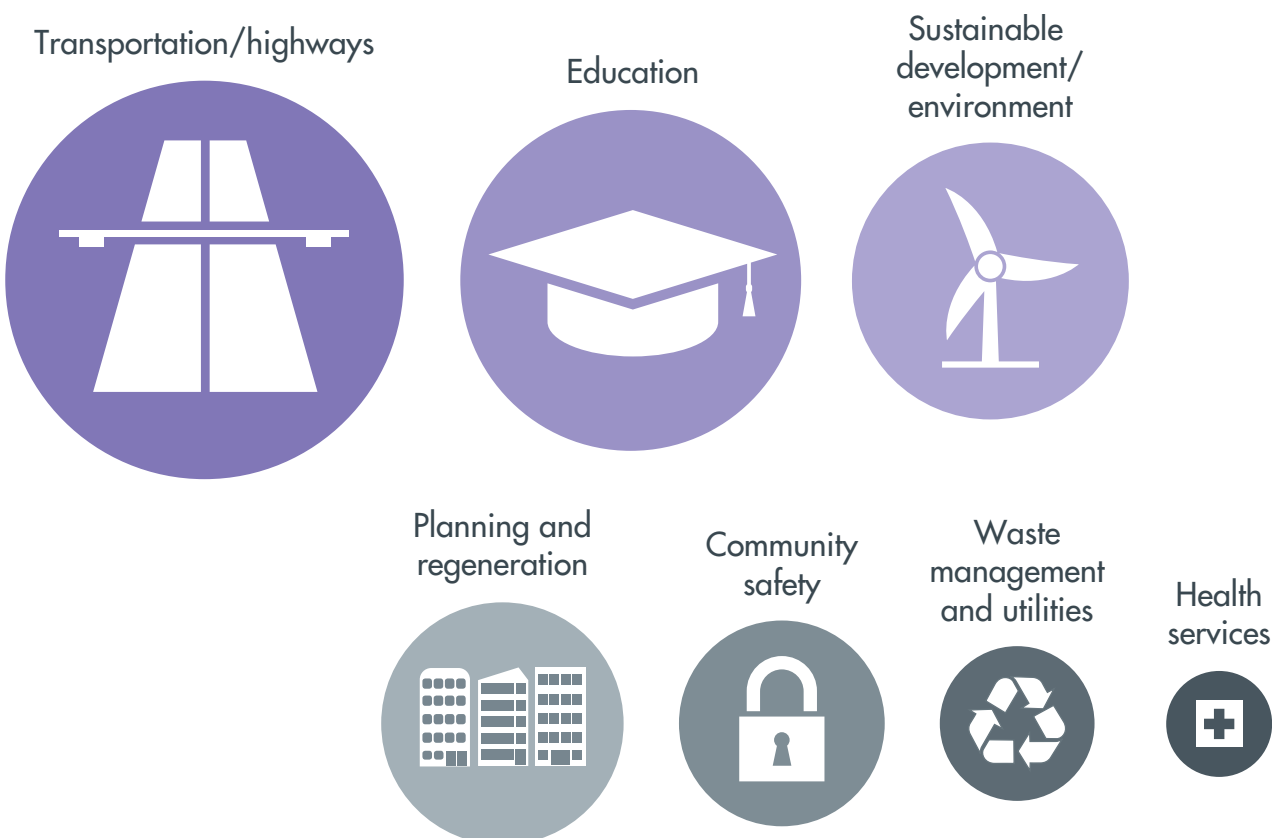 Transportation/highways
Education
Sustainable
development/
environment
Planning and
regeneration
Community
safety
Waste
management
and utilities
Health
services